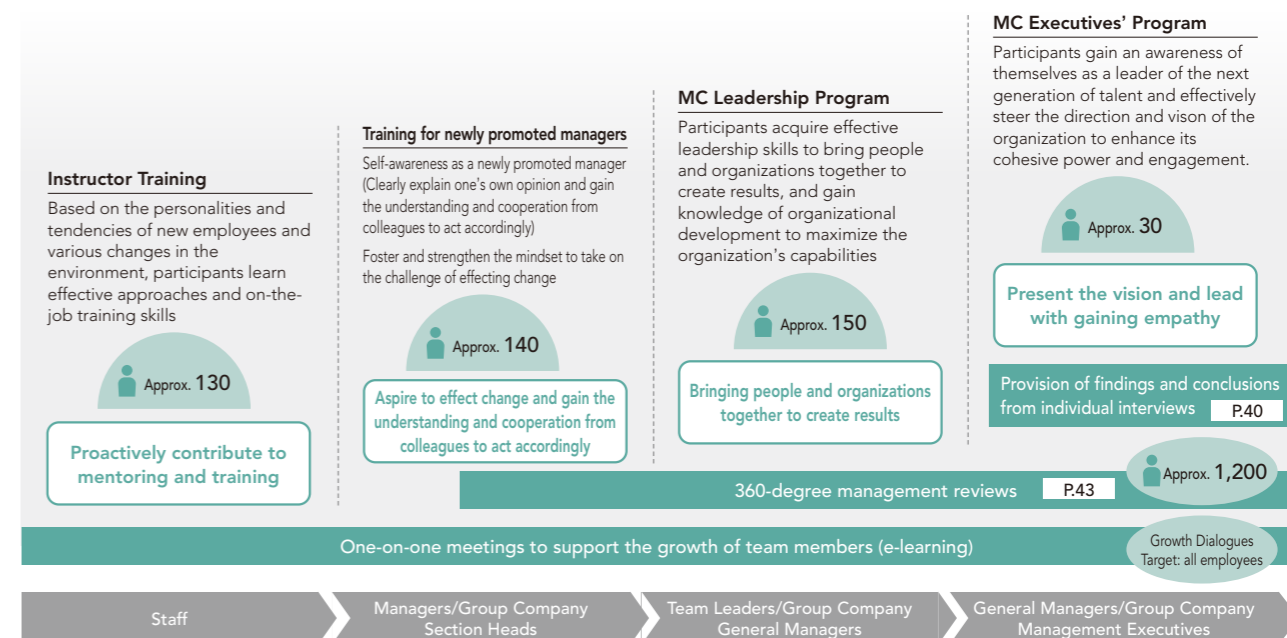 Instructor Training
Based on the personalities and
tendencies of new employees and
various changes in the
environment, participants learn
effective approaches and on-the-
job training skills
Approx. 130
Proactively contribute to
mentoring and training
Training for newly promoted managers
Self-awareness as a newly promoted manager
(Clearly explain one's own opinion and gain
the understanding and cooperation from
colleagues to act accordingly)
Foster and strengthen the mindset to take on
the challenge of effecting change
Approx. 140
Aspire to effect change and gain the
understanding and cooperation from
colleagues to act accordingly
MC Leadership Program
Participants acquire effective
leadership skills to bring people
and organizations together to
create results, and gain
knowledge of organizational
development to maximize the
organization's capabilities
Approx. 150
Bringing people and organizations
together to create results
MC Executives' Program
Participants gain an awareness of
themselves as a leader of the next
generation of talent and effectively
steer the direction and vison of the
organization to enhance its
cohesive power and engagement.
Approx. 30
Present the vision and lead
with gaining empathy
Provision of findings and conclusions
from individual interviews P.40
360-degree management reviews P.43
Approx. 1,200
One-on-one meetings to support the growth of team members (e-learning)
Growth Dialogues
Target: all employees
Staff
Managers/Group Company
Section Heads
Team Leaders/Group Company
General Managers
General Managers/Group Company
Management Executives